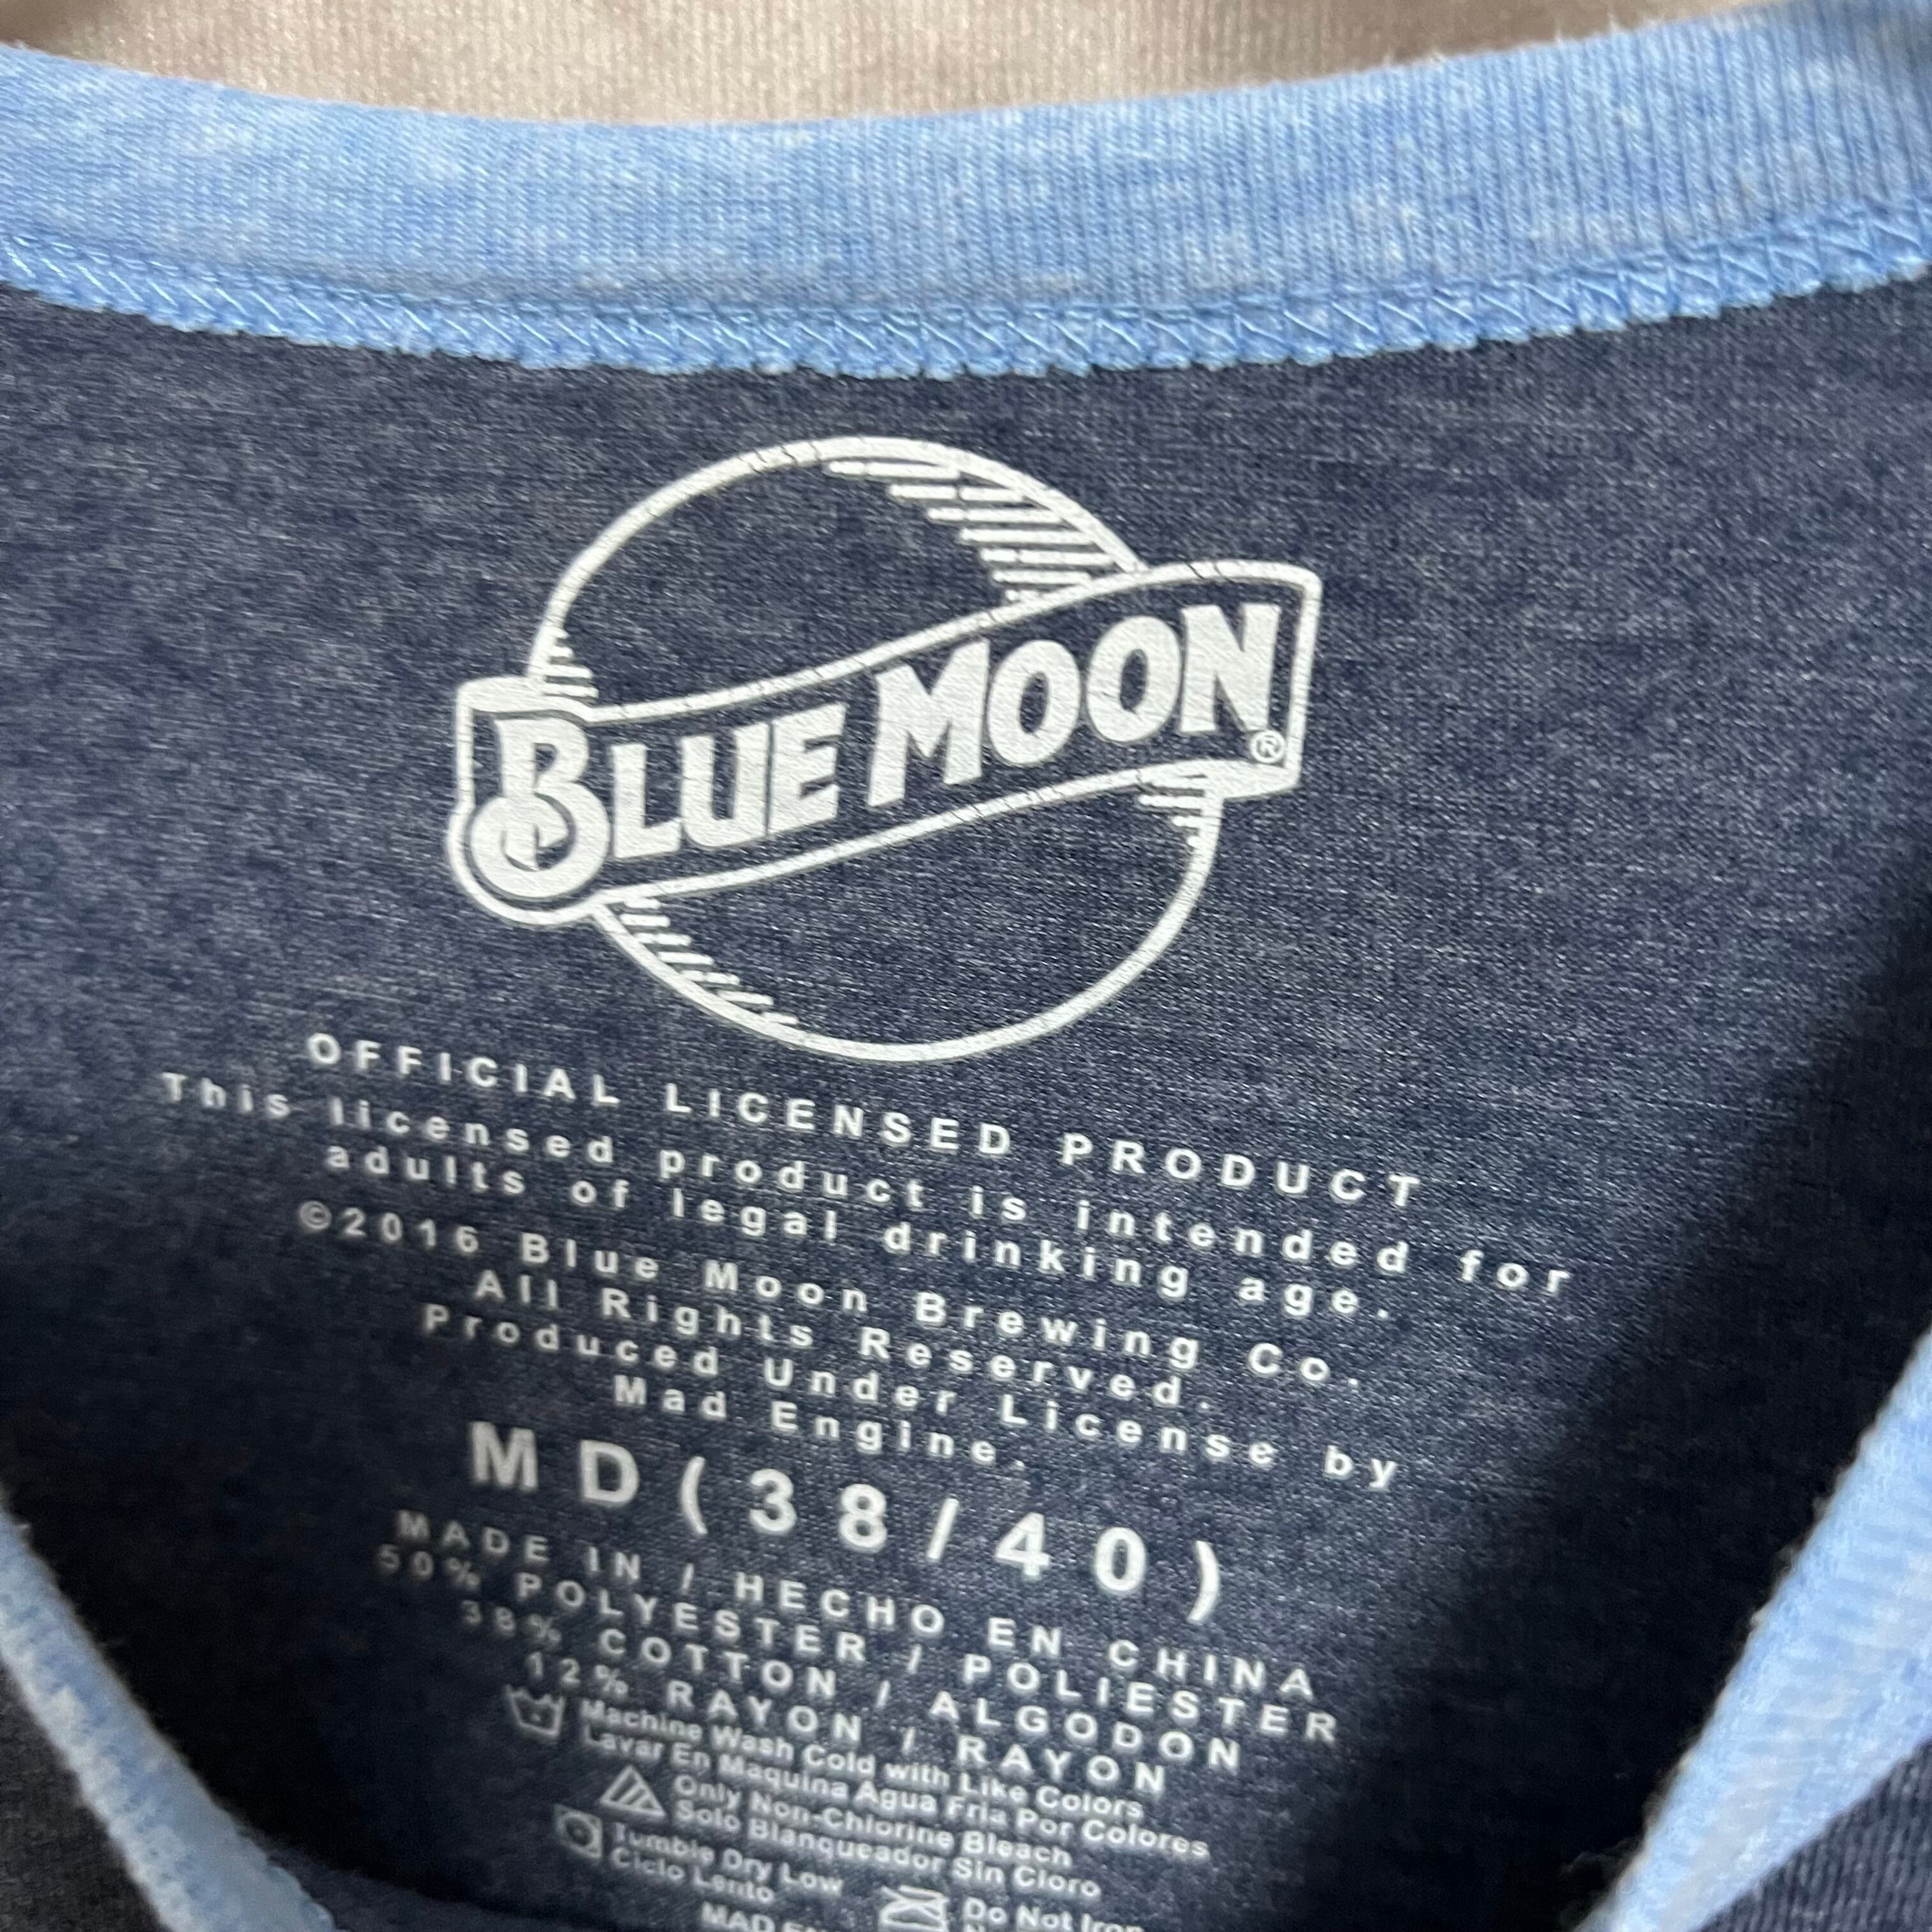 BLUE MOON®
OFFICIAL LICENSED PRODUCT
This licensed product is intended for
adults of legal drinking age.
©2016 Blue Moon Brewing Co.
All Rights Reserved.
Produced Under License by
Mad Engine.
MD(38/40)
MADE IN / HECHO EN CHINA
50% POLYESTER / POLIESTER
38% COTTON / ALGODON
12% RAYON / RAYON
Machine Wash Cold with Like Colors
Lavar En Maquina Agua Fria Por Colores
Only Non-Chlorine Bleach
Solo Blanqueador Sin Cloro
Tumble Dry Low
Ciclo Lento
Do Not Iron
MAD